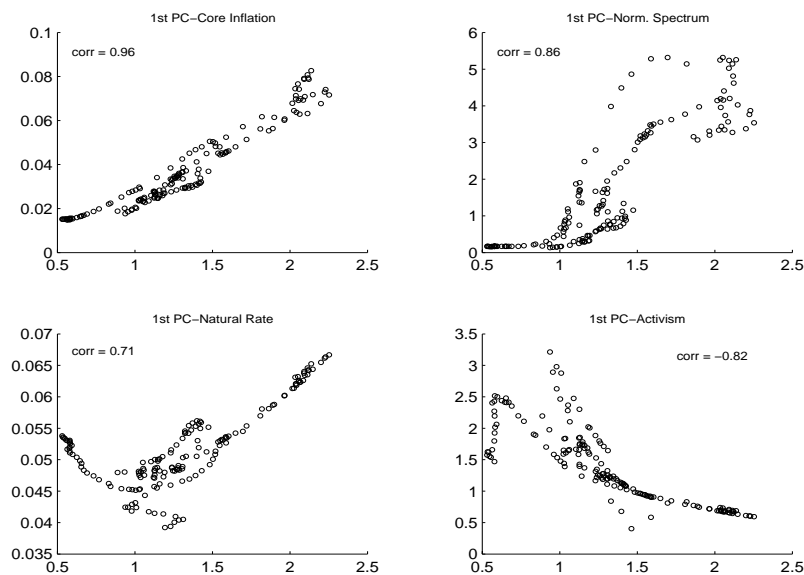 1st PC−Core Inflation
corr = 0.96
0.1
0.08
0.06
0.04
0.02
0
0.5 1 1.5 2 2.5
1st PC−Norm. Spectrum
corr = 0.86
6
5
4
3
2
1
0
0.5 1 1.5 2 2.5
1st PC−Natural Rate
corr = 0.71
0.07
0.065
0.06
0.055
0.05
0.045
0.04
0.035
0.5 1 1.5 2 2.5
1st PC−Activism
corr = −0.82
3.5
3
2.5
2
1.5
1
0.5
0
0.5 1 1.5 2 2.5